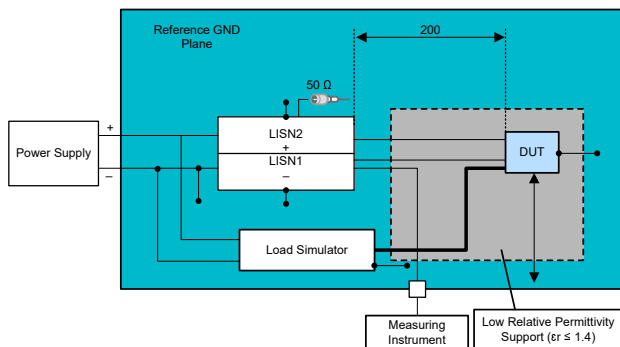 Reference GND
Plane
200
50 Ω
+
Power Supply
–
LISN2
+
LISN1
–
DUT
Load Simulator
Measuring
Instrument
Low Relative Permittivity
Support (εr ≤ 1.4)